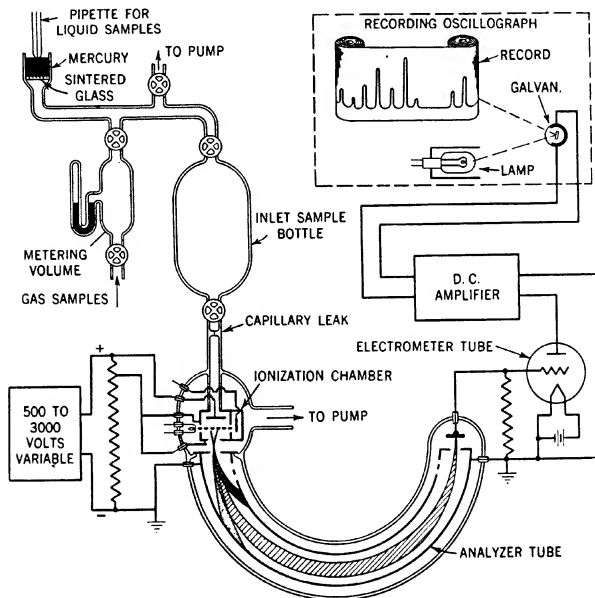 PIPETTE FOR
LIQUID SAMPLES
MERCURY
SINTERED
GLASS
TO PUMP
METERING
VOLUME
GAS SAMPLES
INLET SAMPLE
BOTTLE
CAPILLARY LEAK
RECORDING OSCILLOGRAPH
RECORD
GALVAN.
LAMP
D. C.
AMPLIFIER
ELECTROMETER TUBE
IONIZATION CHAMBER
TO PUMP
+
500 TO
3000
VOLTS
VARIABLE
−
ANALYZER TUBE